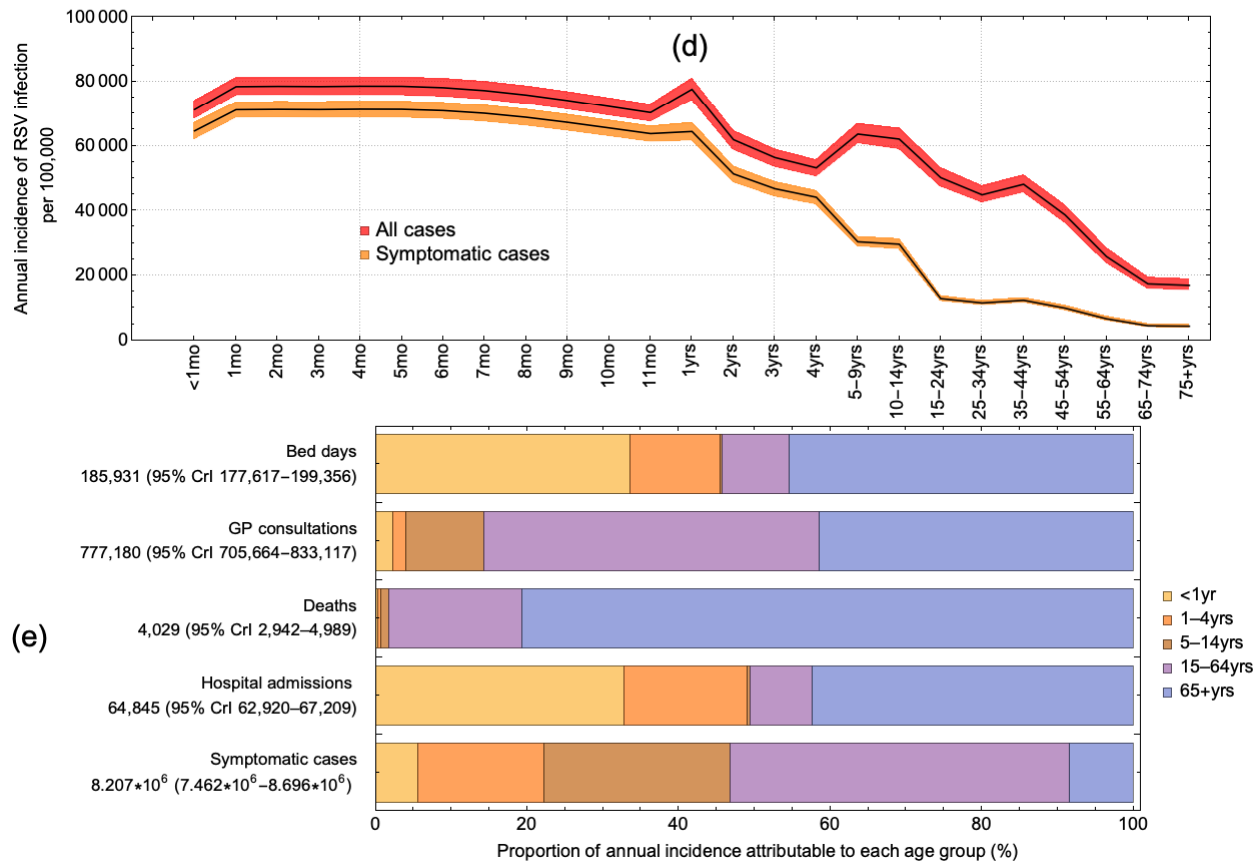 (d)
100 000
80 000
60 000
40 000
20 000
0
Annual incidence of RSV infection
per 100,000
All cases
Symptomatic cases
<1mo
1mo
2mo
3mo
4mo
5mo
6mo
7mo
8mo
9mo
10mo
11mo
1yrs
2yrs
3yrs
4yrs
5–9yrs
10–14yrs
15–24yrs
25–34yrs
35–44yrs
45–54yrs
55–64yrs
65–74yrs
75+yrs
(e)
Bed days
185,931 (95% CrI 177,617–199,356)
GP consultations
777,180 (95% CrI 705,664–833,117)
Deaths
4,029 (95% CrI 2,942–4,989)
Hospital admissions
64,845 (95% CrI 62,920–67,209)
Symptomatic cases
8.207*10⁶ (7.462*10⁶–8.696*10⁶)
<1yr
1–4yrs
5–14yrs
15–64yrs
65+yrs
0
20
40
60
80
100
Proportion of annual incidence attributable to each age group (%)